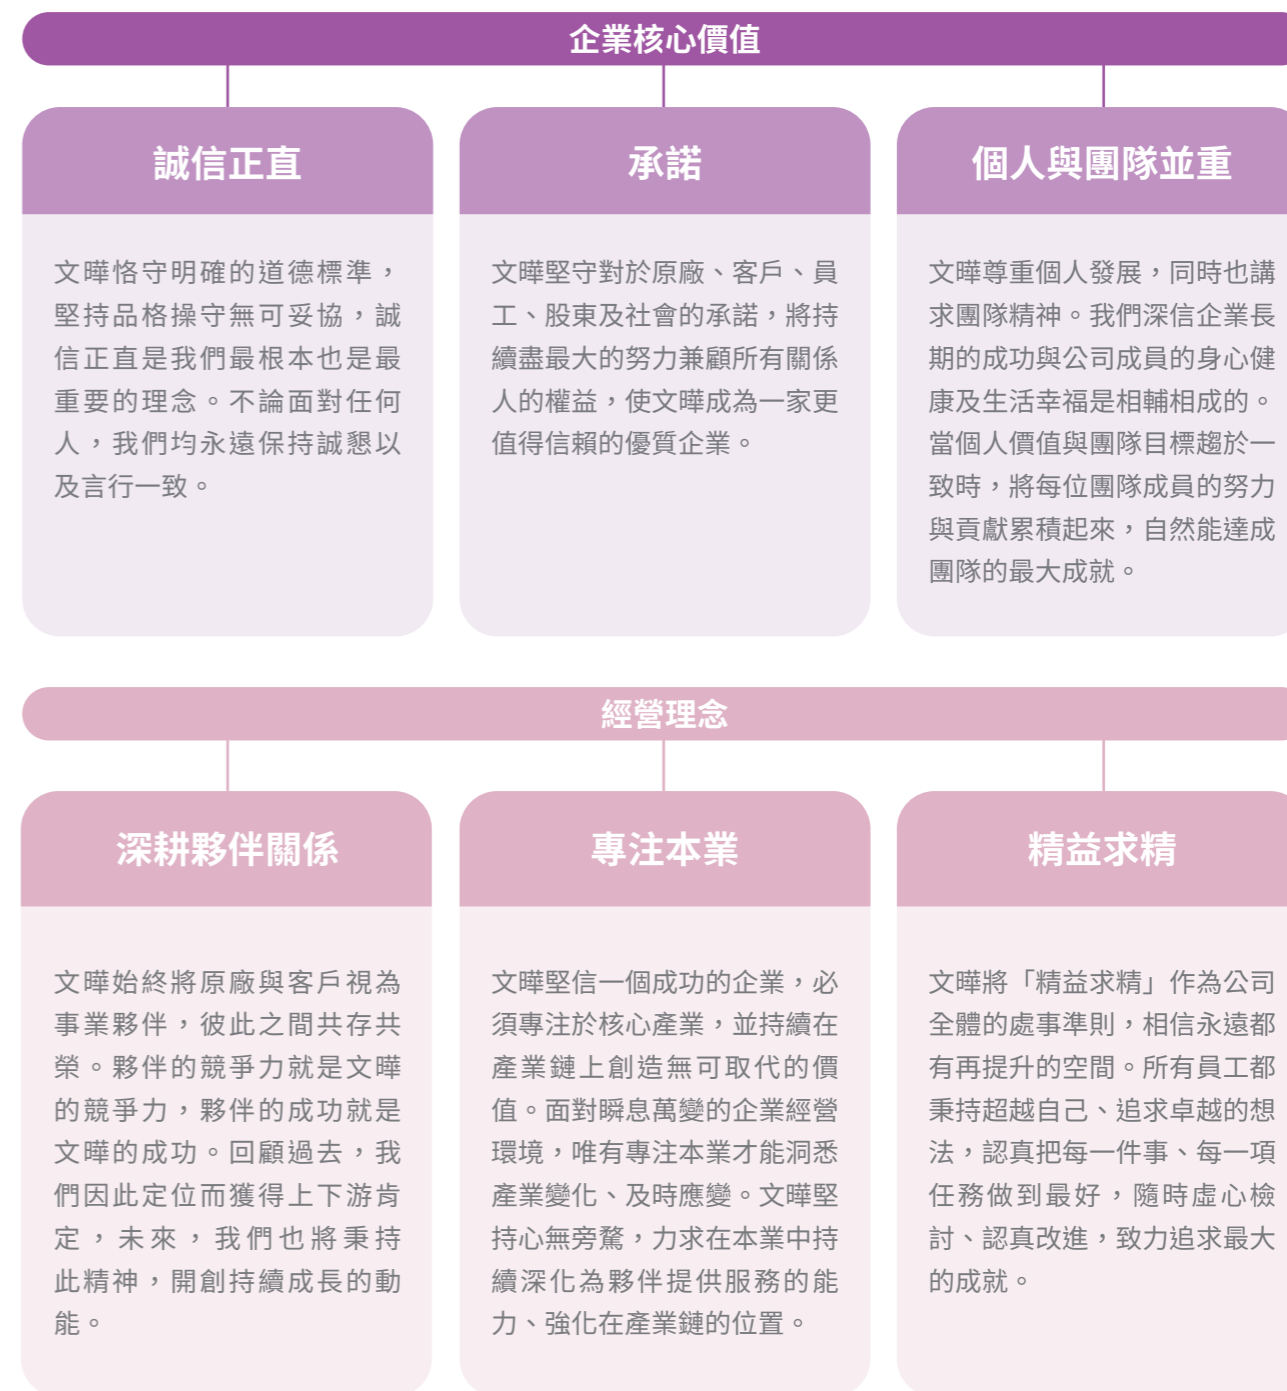 企業核心價值
誠信正直
文曄恪守明確的道德標準，
堅持品格操守無可妥協，誠
信正直是我們最根本也是最
重要的理念。不論面對任何
人，我們均永遠保持誠懇以
及言行一致。
承諾
文曄堅守對於原廠、客戶、員
工、股東及社會的承諾，將持
續盡最大的努力兼顧所有關係
人的權益，使文曄成為一家更
值得信賴的優質企業。
個人與團隊並重
文曄尊重個人發展，同時也講
求團隊精神。我們深信企業長
期的成功與公司成員的身心健
康及生活幸福是相輔相成的。
當個人價值與團隊目標趨於一
致時，將每位團隊成員的努力
與貢獻累積起來，自然能達成
團隊的最大成就。
經營理念
深耕夥伴關係
文曄始終將原廠與客戶視為
事業夥伴，彼此之間共存共
榮。夥伴的競爭力就是文曄
的競爭力，夥伴的成功就是
文曄的成功。回顧過去，我
們因此定位而獲得上下游肯
定，未來，我們也將秉持
此精神，開創持續成長的動
能。
專注本業
文曄堅信一個成功的企業，必
須專注於核心產業，並持續在
產業鏈上創造無可取代的價
值。面對瞬息萬變的企業經營
環境，唯有專注本業才能洞悉
產業變化、及時應變。文曄堅
持心無旁騖，力求在本業中持
續深化為夥伴提供服務的能
力、強化在產業鏈的位置。
精益求精
文曄將「精益求精」作為公司
全體的處事準則，相信永遠都
有再提升的空間。所有員工都
秉持超越自己、追求卓越的想
法，認真把每一件事、每一項
任務做到最好，隨時虛心檢
討、認真改進，致力追求最大
的成就。